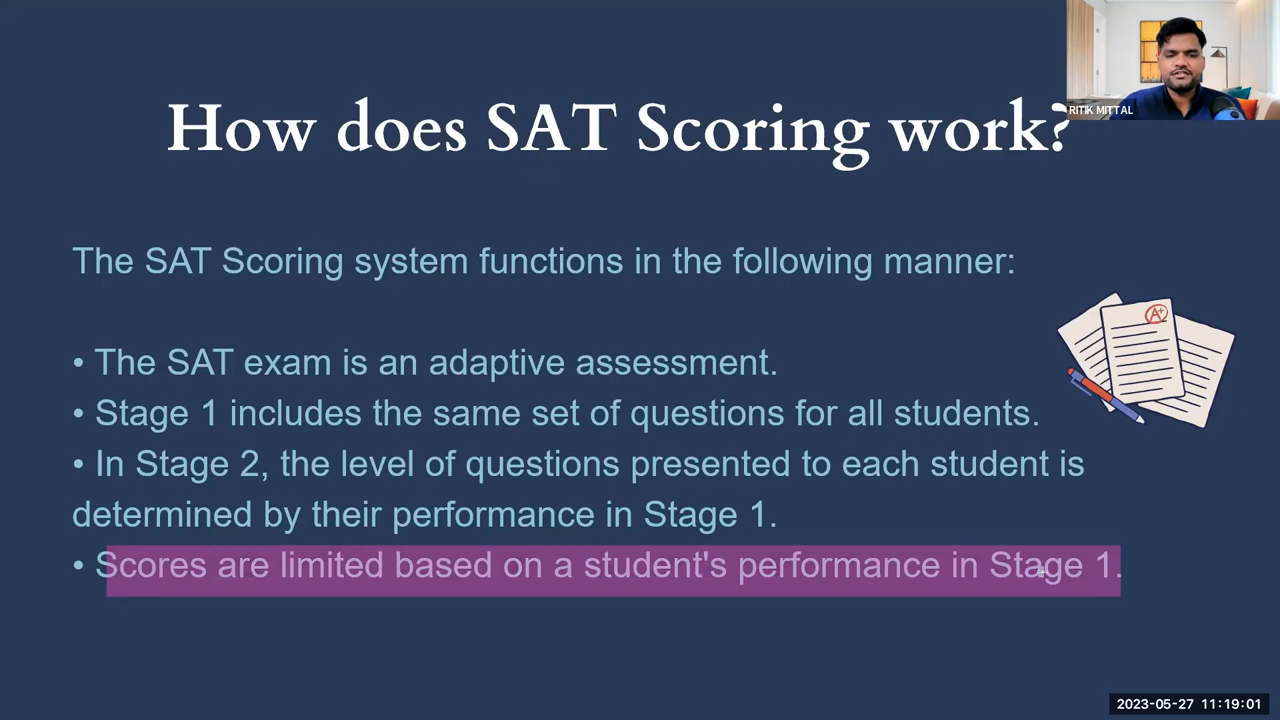 RITIK MITTAL
How does SAT Scoring work?
The SAT Scoring system functions in the following manner:
• The SAT exam is an adaptive assessment.
• Stage 1 includes the same set of questions for all students.
• In Stage 2, the level of questions presented to each student is
determined by their performance in Stage 1.
• Scores are limited based on a student's performance in Stage 1.
A+
2023-05-27 11:19:01